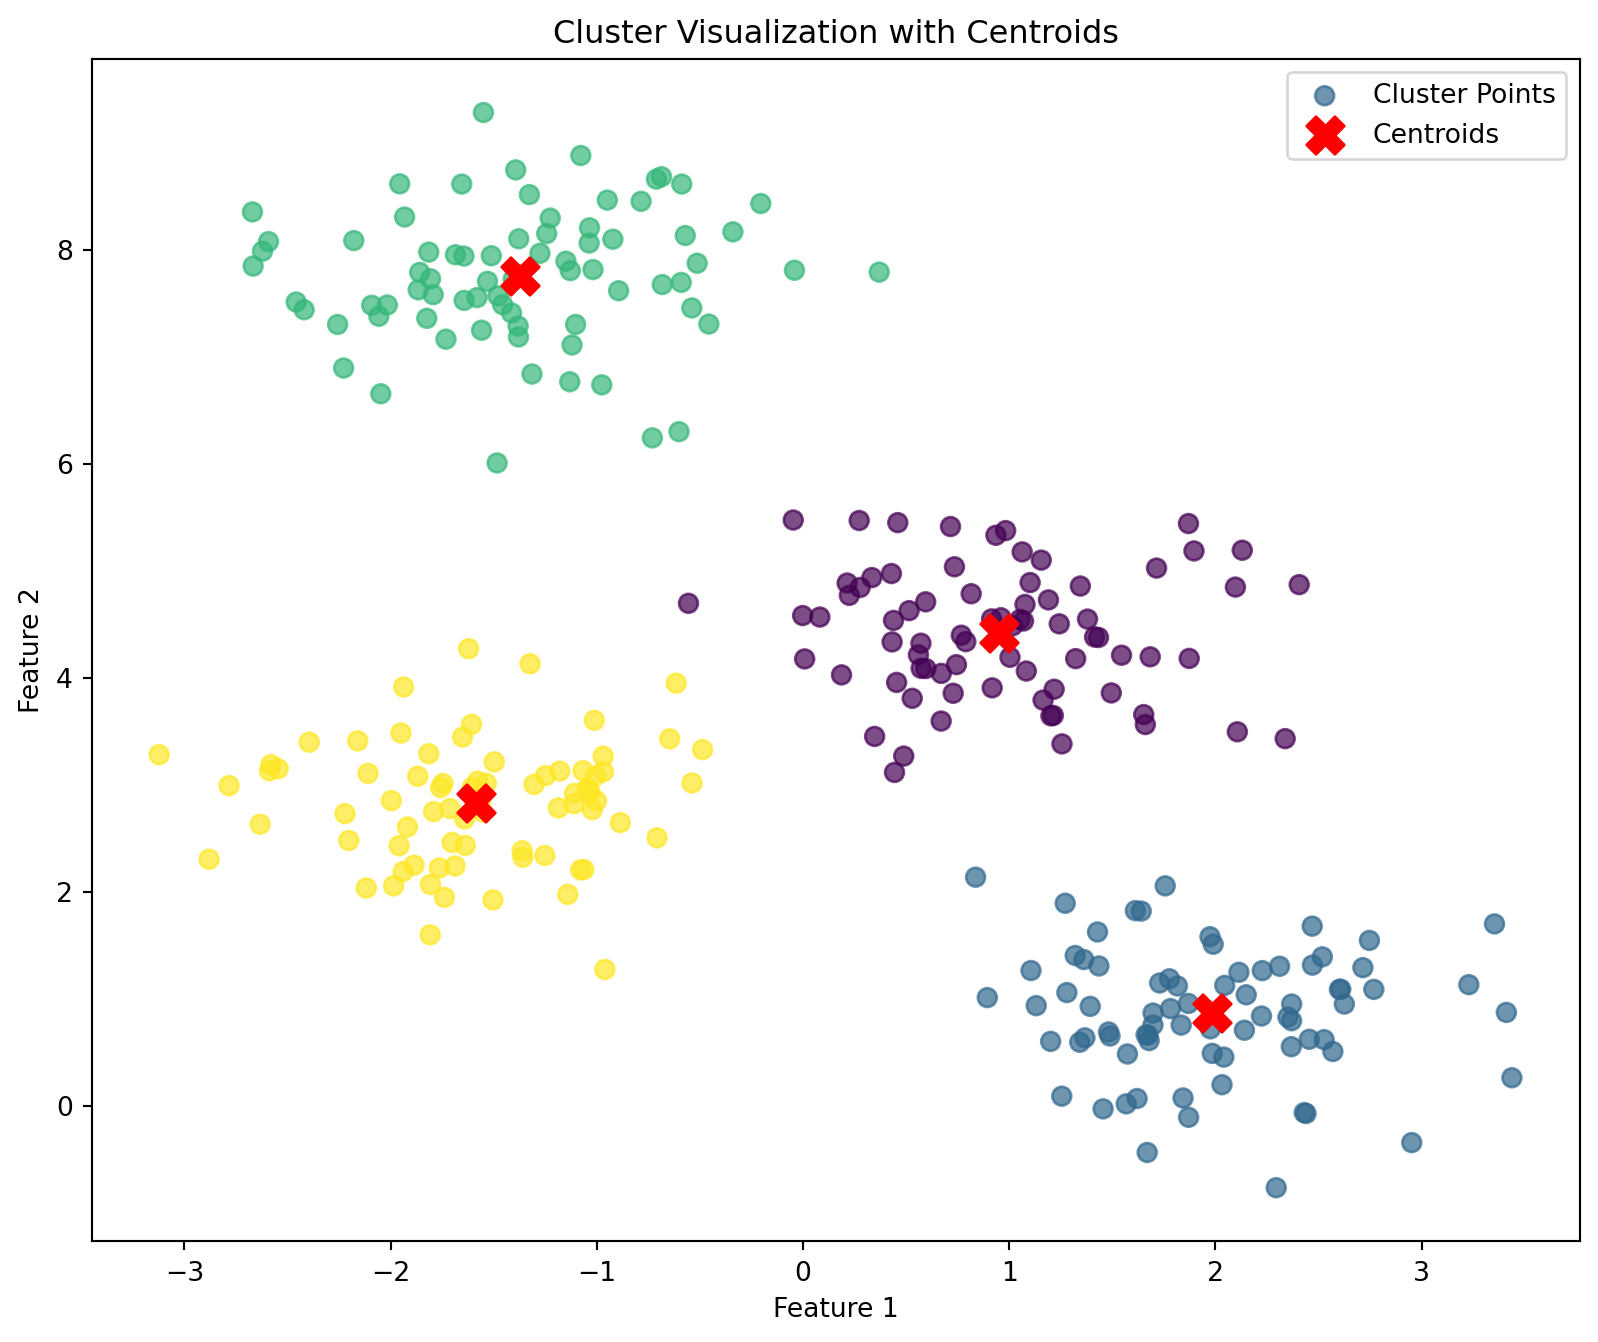 Cluster Visualization with Centroids
Cluster Points
Centroids
8
6
4
2
0
Feature 2
−3
−2
−1
0
1
2
3
Feature 1